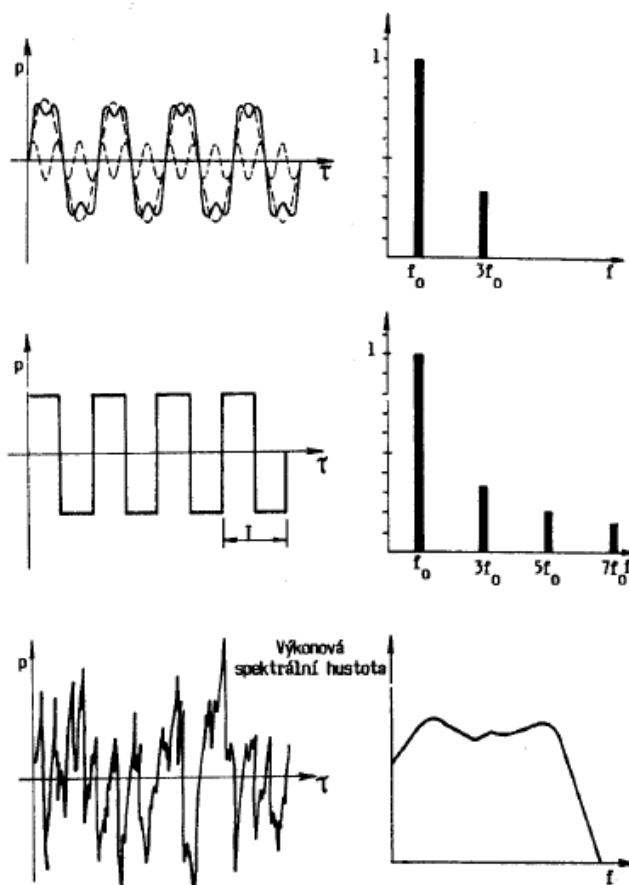 p
τ
1
f₀
3f₀
f
p
τ
T
1
f₀
3f₀
5f₀
7f₀
f
Výkonová
spektrální hustota
p
τ
f